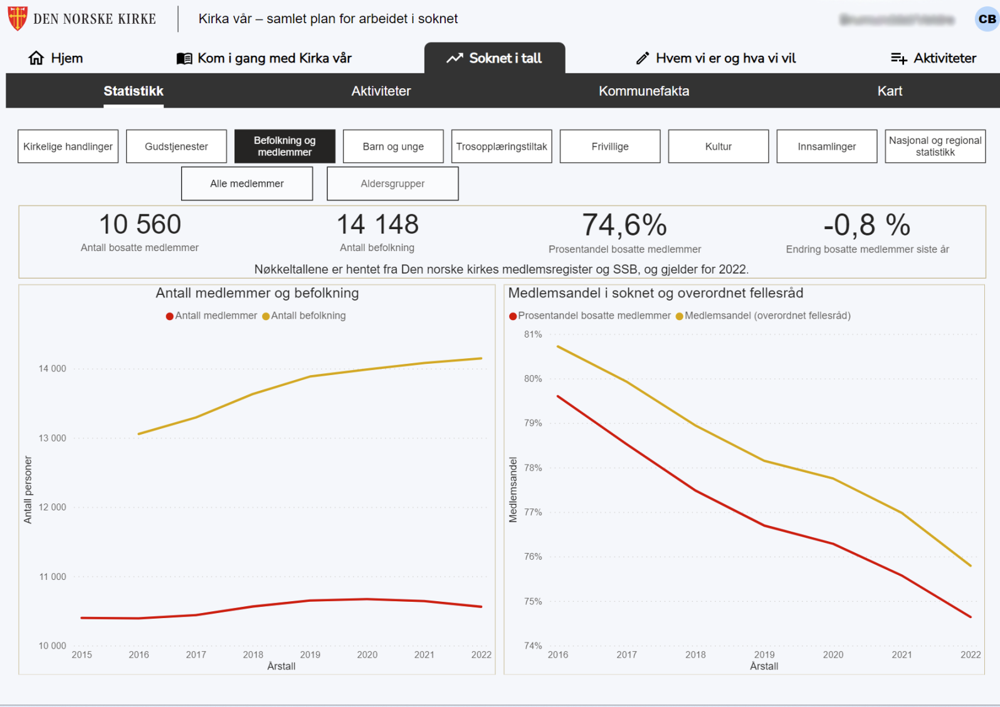 DEN NORSKE KIRKE
Kirka vår – samlet plan for arbeidet i soknet
CB
Hjem
Kom i gang med Kirka vår
Soknet i tall
Hvem vi er og hva vi vil
Aktiviteter
Statistikk
Aktiviteter
Kommunefakta
Kart
Kirkelige handlinger
Gudstjenester
Befolkning og
medlemmer
Barn og unge
Trosopplæringstiltak
Frivillige
Kultur
Innsamlinger
Nasjonal og regional
statistikk
Alle medlemmer
Aldersgrupper
10 560
Antall bosatte medlemmer
14 148
Antall befolkning
74,6%
Prosentandel bosatte medlemmer
-0,8 %
Endring bosatte medlemmer siste år
Nøkkeltallene er hentet fra Den norske kirkes medlemsregister og SSB, og gjelder for 2022.
Antall medlemmer og befolkning
Antall medlemmer
Antall befolkning
14 000
13 000
12 000
11 000
10 000
Antall personer
2015 2016 2017 2018 2019 2020 2021 2022
Årstall
Medlemsandel i soknet og overordnet fellesråd
Prosentandel bosatte medlemmer
Medlemsandel (overordnet fellesråd)
81%
80%
79%
78%
77%
76%
75%
74%
Medlemsandel
2016 2017 2018 2019 2020 2021 2022
Årstall